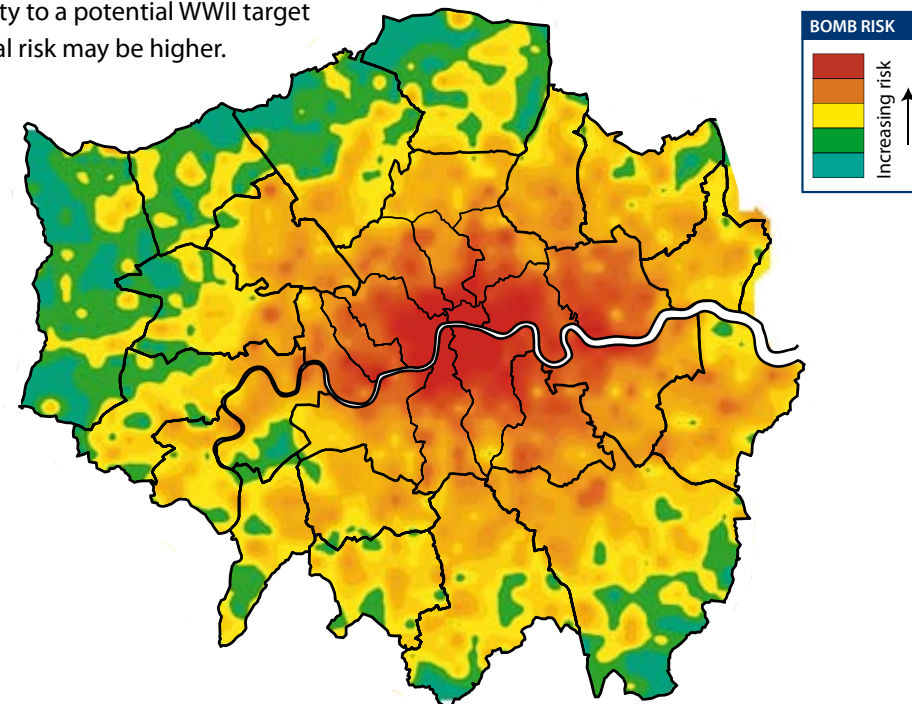 ty to a potential WWII target
al risk may be higher.
BOMB RISK
Increasing risk